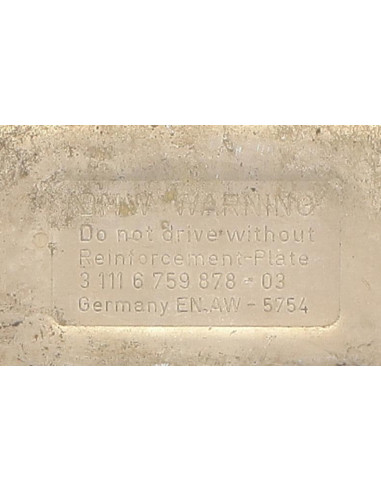 BMW WARNING
Do not drive without
Reinforcement-Plate
3 111 6 759 878 - 03
Germany EN.AW - 5754